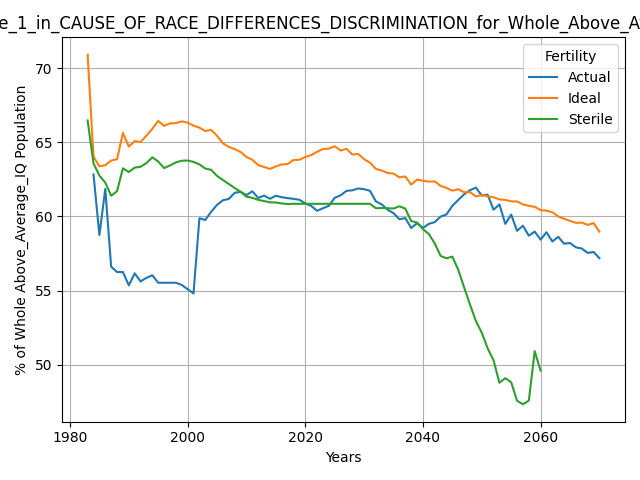 e_1_in_CAUSE_OF_RACE_DIFFERENCES_DISCRIMINATION_for_Whole_Above_A
Fertility
Actual
Ideal
Sterile
% of Whole Above_Average_IQ Population
70
65
60
55
50
1980
2000
2020
2040
2060
Years